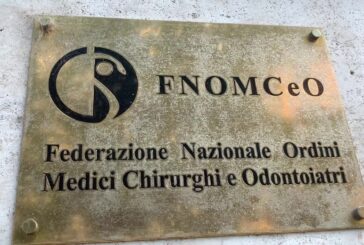 FNOMCeO
Federazione Nazionale Ordini
Medici Chirurghi e Odontoiatri